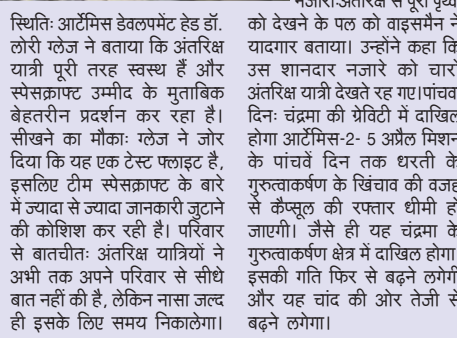 स्थितिः आर्टेमिस डेवलपमेंट हेड डॉ.
लोरी ग्लेज ने बताया कि अंतरिक्ष
यात्री पूरी तरह स्वस्थ हैं और
स्पेसक्राफ्ट उम्मीद के मुताबिक
बेहतरीन प्रदर्शन कर रहा है।
सीखने का मौकाः ग्लेज ने जोर
दिया कि यह एक टेस्ट फ्लाइट है,
इसलिए टीम स्पेसक्राफ्ट के बारे
में ज्यादा से ज्यादा जानकारी जुटाने
की कोशिश कर रही है। परिवार
से बातचीतः अंतरिक्ष यात्रियों ने
अभी तक अपने परिवार से सीधे
बात नहीं की है, लेकिन नासा जल्द
ही इसके लिए समय निकालेगा।
को देखने के पल को वाइसमैन ने
यादगार बताया। उन्होंने कहा कि
उस शानदार नजारे को चारों
अंतरिक्ष यात्री देखते रह गए।पांचवां
दिनः चंद्रमा की ग्रेविटी में दाखिल
होगा आर्टेमिस-2- 5 अप्रैल मिशन
के पांचवें दिन तक धरती के
गुरुत्वाकर्षण के खिंचाव की वजह
से कैप्सूल की रफ्तार धीमी हो
जाएगी। जैसे ही यह चंद्रमा के
गुरुत्वाकर्षण क्षेत्र में दाखिल होगा
इसकी गति फिर से बढ़ने लगेगी
और यह चांद की ओर तेजी से
बढ़ने लगेगा।